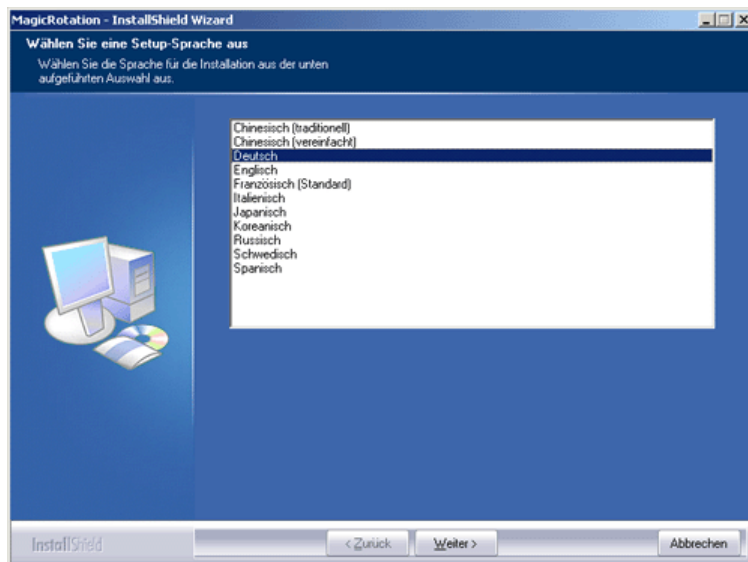 MagicRotation - InstallShield Wizard
Wählen Sie eine Setup-Sprache aus
Wählen Sie die Sprache für die Installation aus der unten
aufgeführten Auswahl aus.
Chinesisch (traditionell)
Chinesisch (vereinfacht)
Deutsch
Englisch
Französisch (Standard)
Italienisch
Japanisch
Koreanisch
Russisch
Schwedisch
Spanisch
InstallShield
< Zurück
Weiter >
Abbrechen